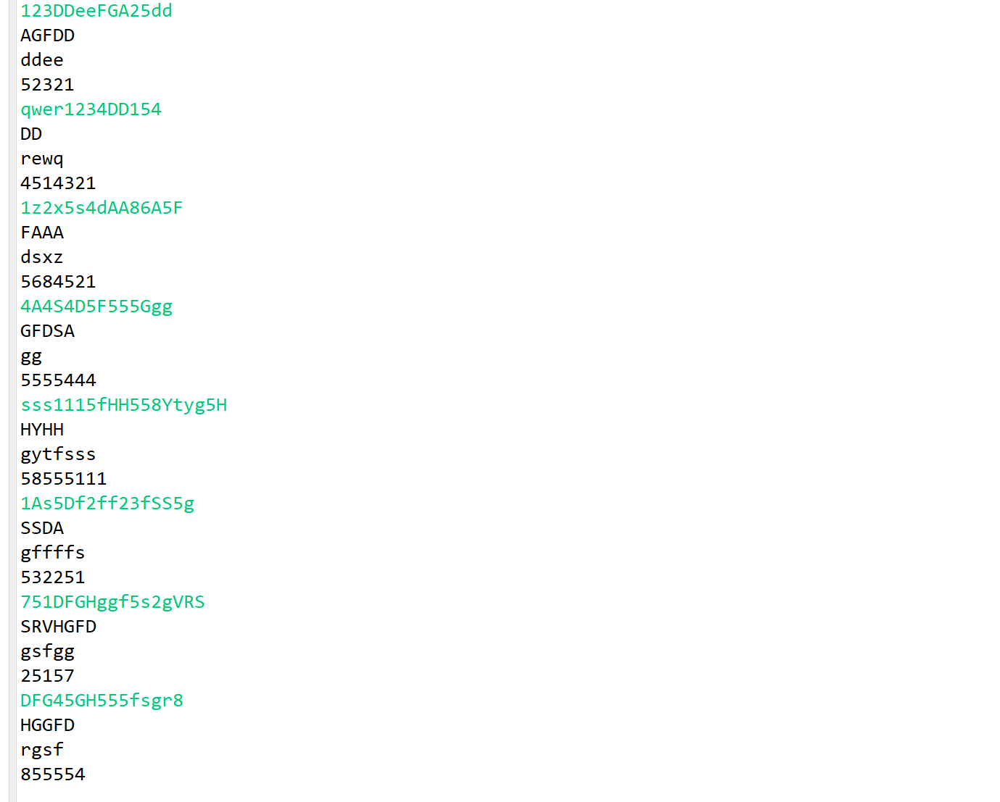 123DDeeFGA25dd
AGFDD
ddee
52321
qwer1234DD154
DD
rewq
4514321
1z2x5s4dAA86A5F
FAAA
dsxz
5684521
4A4S4D5F555Ggg
GFDSA
gg
5555444
sss1115fHH558Ytyg5H
HYHH
gytfsss
58555111
1As5Df2ff23fSS5g
SSDA
gffffs
532251
751DFGHggf5s2gVRS
SRVHGFD
gsfgg
25157
DFG45GH555fsgr8
HGGFD
rgsf
855554